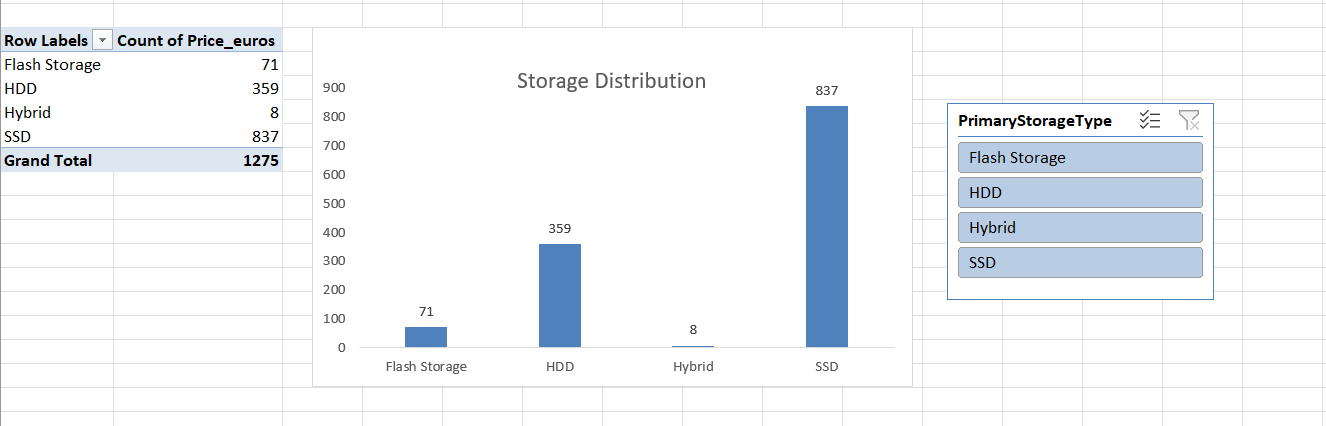 Row Labels Count of Price_euros
Flash Storage 71
HDD 359
Hybrid 8
SSD 837
Grand Total 1275
Storage Distribution
900
800
700
600
500
400
300
200
100
0
71
359
8
837
Flash Storage HDD Hybrid SSD
PrimaryStorageType
Flash Storage
HDD
Hybrid
SSD